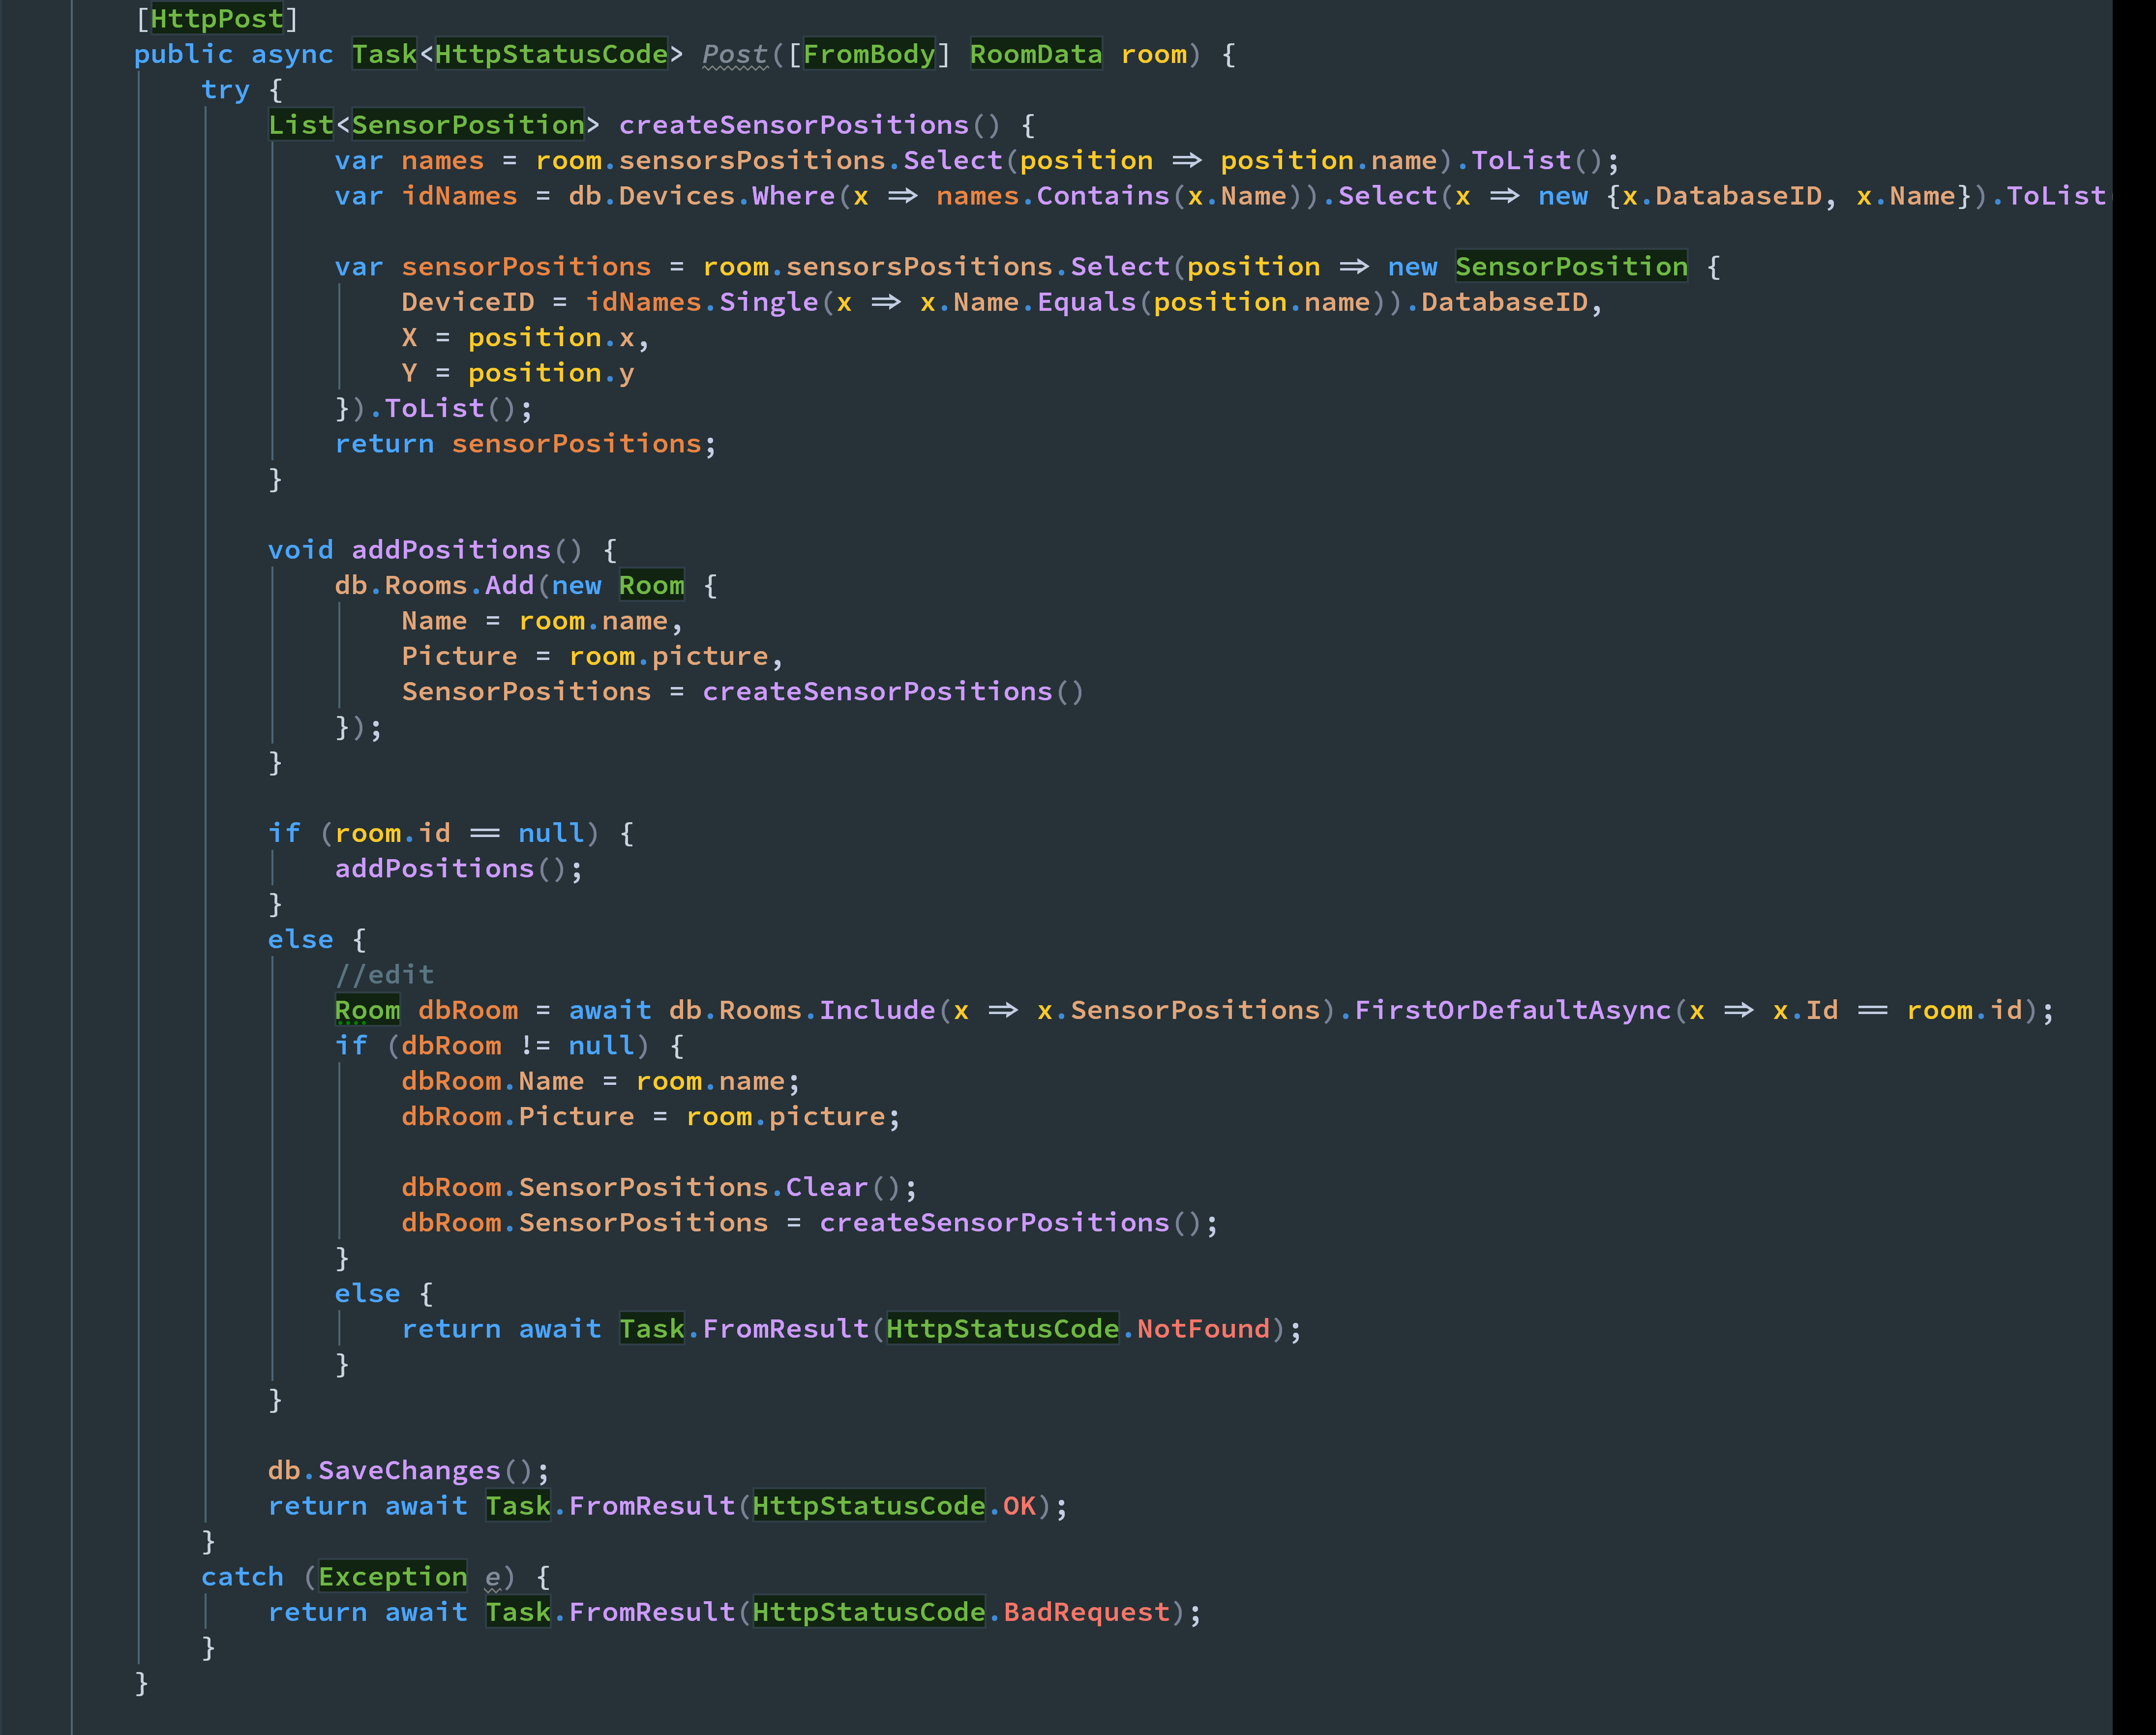 [HttpPost]
public async Task<HttpStatusCode> Post([FromBody] RoomData room) {
try {
List<SensorPosition> createSensorPositions() {
var names = room.sensorsPositions.Select(position => position.name).ToList();
var idNames = db.Devices.Where(x => names.Contains(x.Name)).Select(x => new {x.DatabaseID, x.Name}).ToList
var sensorPositions = room.sensorsPositions.Select(position => new SensorPosition {
DeviceID = idNames.Single(x => x.Name.Equals(position.name)).DatabaseID,
X = position.x,
Y = position.y
}).ToList();
return sensorPositions;
}
void addPositions() {
db.Rooms.Add(new Room {
Name = room.name,
Picture = room.picture,
SensorPositions = createSensorPositions()
});
}
if (room.id == null) {
addPositions();
}
else {
//edit
Room dbRoom = await db.Rooms.Include(x => x.SensorPositions).FirstOrDefaultAsync(x => x.Id == room.id);
if (dbRoom != null) {
dbRoom.Name = room.name;
dbRoom.Picture = room.picture;
dbRoom.SensorPositions.Clear();
dbRoom.SensorPositions = createSensorPositions();
}
else {
return await Task.FromResult(HttpStatusCode.NotFound);
}
}
db.SaveChanges();
return await Task.FromResult(HttpStatusCode.OK);
}
catch (Exception e) {
return await Task.FromResult(HttpStatusCode.BadRequest);
}
}